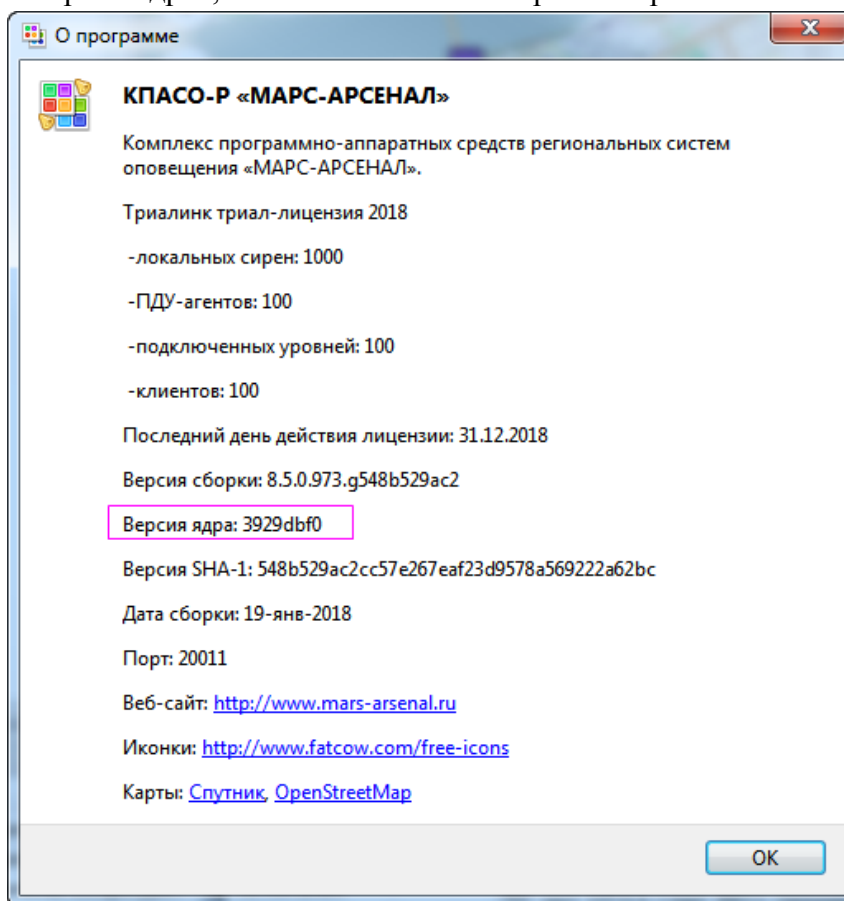 О программе
КПАСО-Р «МАРС-АРСЕНАЛ»
Комплекс программно-аппаратных средств региональных систем
оповещения «МАРС-АРСЕНАЛ».
Триалинк триал-лицензия 2018
-локальных сирен: 1000
-ПДУ-агентов: 100
-подключенных уровней: 100
-клиентов: 100
Последний день действия лицензии: 31.12.2018
Версия сборки: 8.5.0.973.g548b529ac2
Версия ядра: 3929dbf0
Версия SHA-1: 548b529ac2cc57e267eaf23d9578a569222a62bc
Дата сборки: 19-янв-2018
Порт: 20011
Веб-сайт: http://www.mars-arsenal.ru
Иконки: http://www.fatcow.com/free-icons
Карты: Спутник, OpenStreetMap
OK